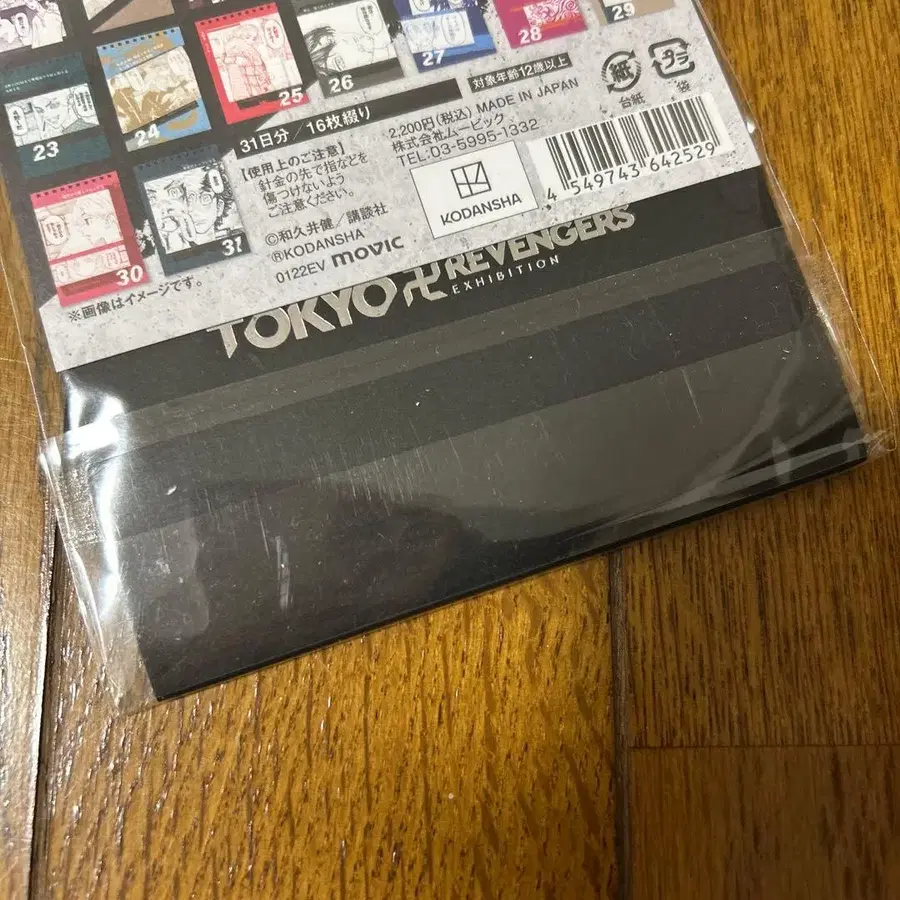 23
24
25
26
27
28
29
30
31
31日分／16枚綴り
対象年齢12歳以上
【使用上のご注意】
針金の先で指などを
傷つけないよう
ご注意ください。
2,200円(税込) MADE IN JAPAN
株式会社ムービック
TEL:03-5995-1332
紙
台紙
プラ
袋
©和久井健／講談社
®KODANSHA
0122EV movic
KODANSHA
4 549743 642529
※画像はイメージです。
TOKYO卍REVENGERS
EXHIBITION